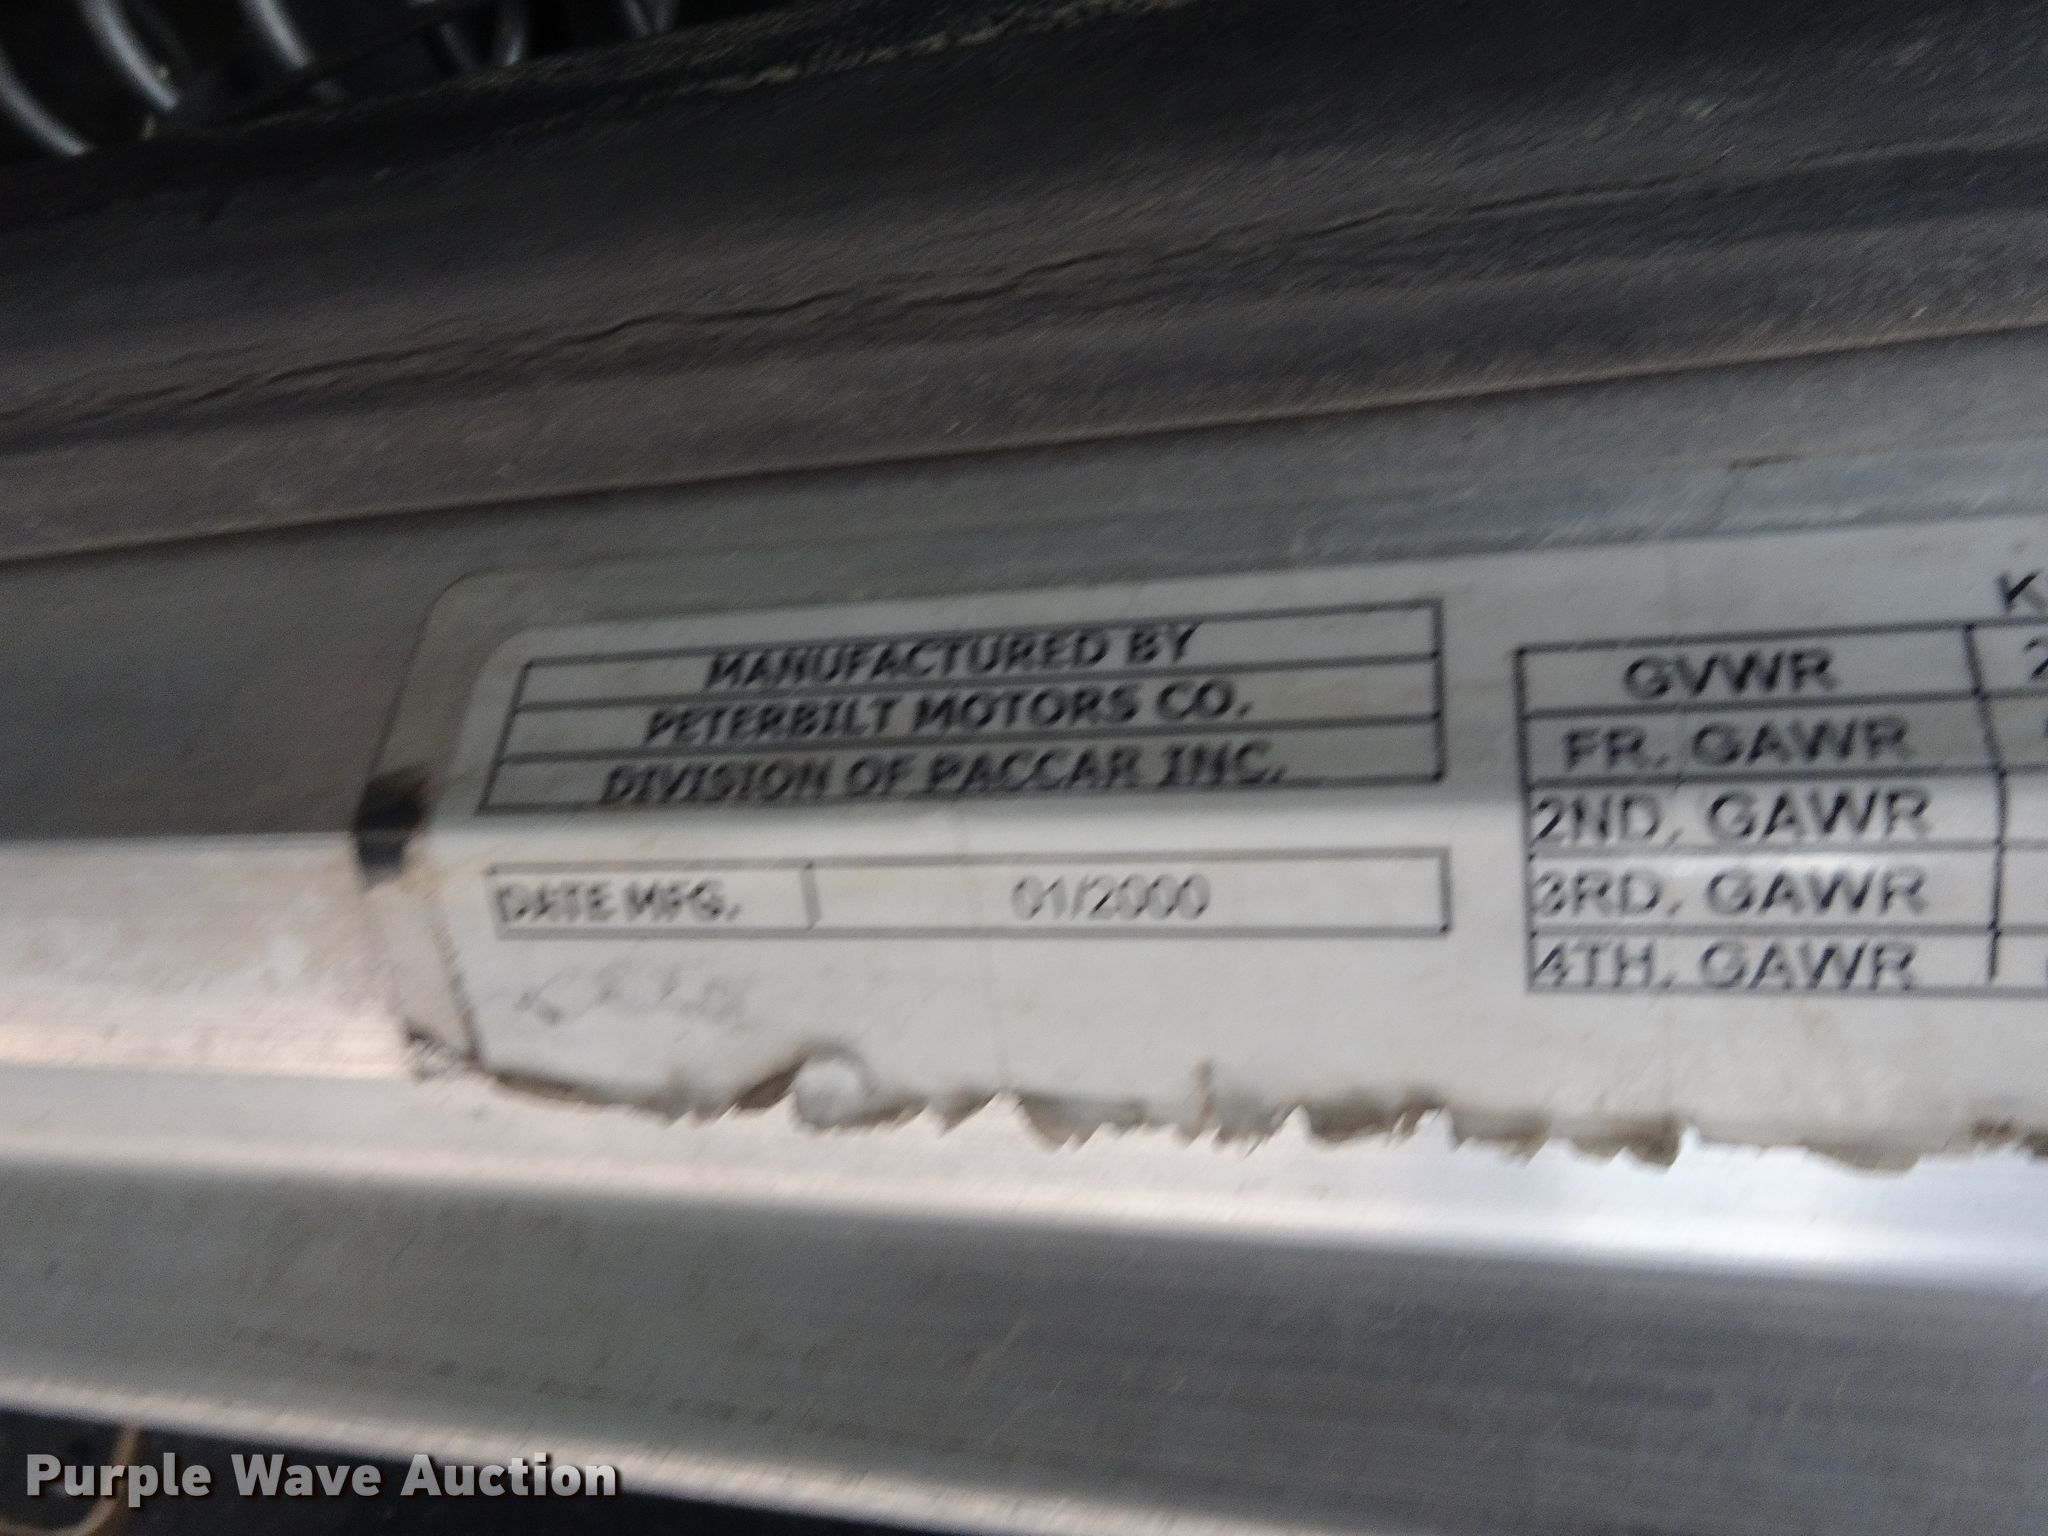 MANUFACTURED BY
PETERBILT MOTORS CO.
DIVISION OF PACCAR INC.
DATE MFG. 01/2000
K
GVWR 2
FR. GAWR
2ND. GAWR
3RD. GAWR
4TH. GAWR
Purple Wave Auction